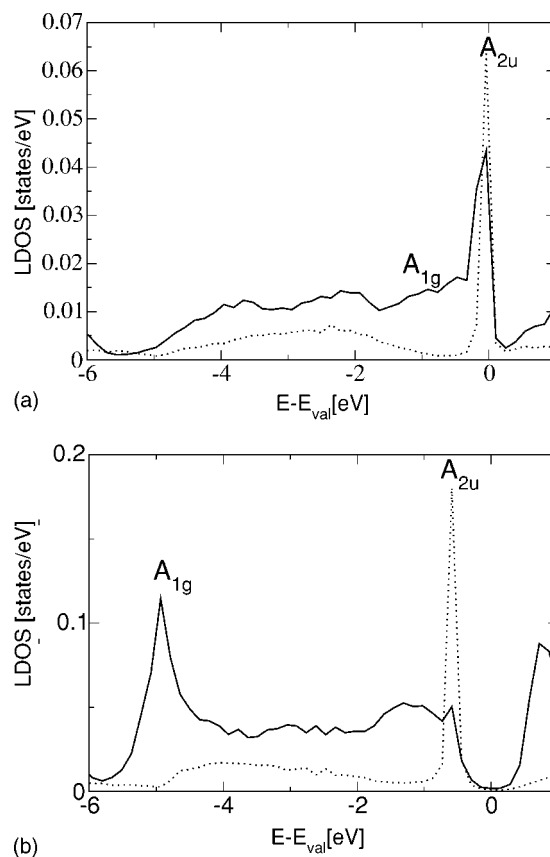 0.07
0.06
0.05
0.04
0.03
0.02
0.01
0
LDOS [states/eV]
A2u
A1g
-6 -4 -2 0
E-Eval[eV]
(a)
0.2
0.1
0
LDOS [states/eV]
A2u
A1g
-6 -4 -2 0
E-Eval[eV]
(b)